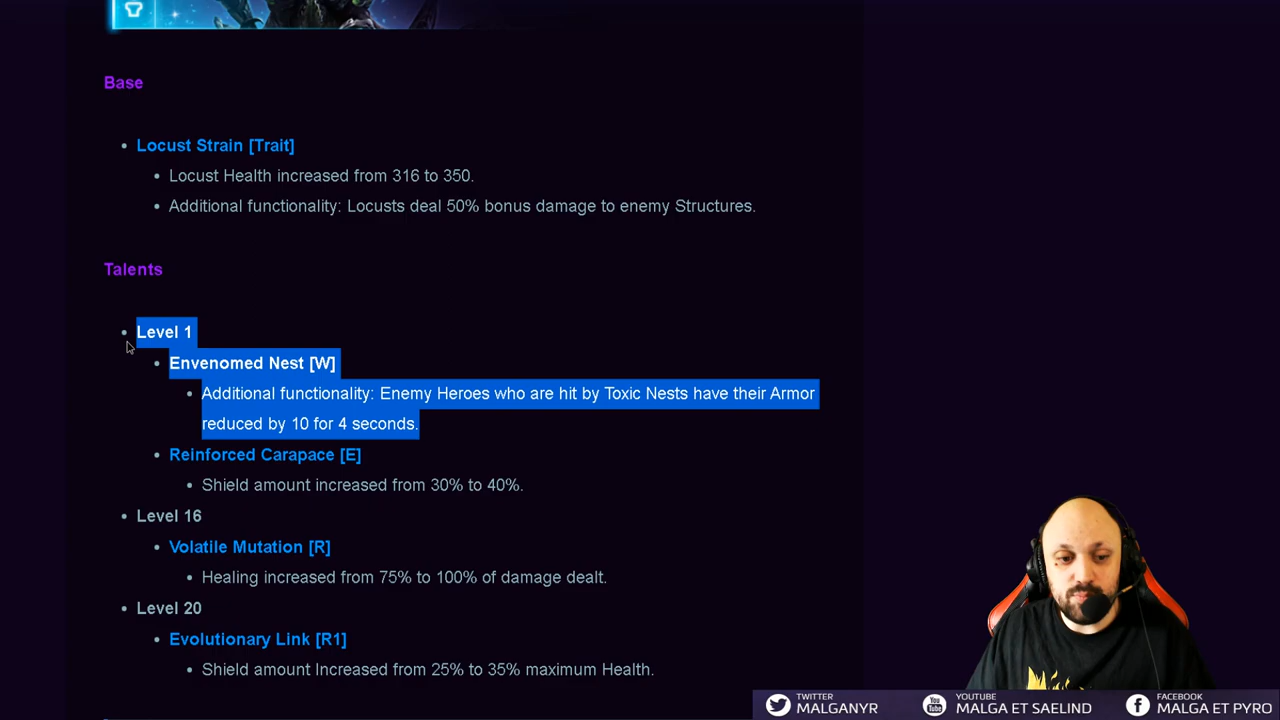 Base
Locust Strain [Trait]
Locust Health increased from 316 to 350.
Additional functionality: Locusts deal 50% bonus damage to enemy Structures.
Talents
Level 1
Envenomed Nest [W]
Additional functionality: Enemy Heroes who are hit by Toxic Nests have their Armor
reduced by 10 for 4 seconds.
Reinforced Carapace [E]
Shield amount increased from 30% to 40%.
Level 16
Volatile Mutation [R]
Healing increased from 75% to 100% of damage dealt.
Level 20
Evolutionary Link [R1]
Shield amount Increased from 25% to 35% maximum Health.
TWITTER
MALGANYR
YOUTUBE
MALGA ET SAELIND
FACEBOOK
MALGA ET PYRO